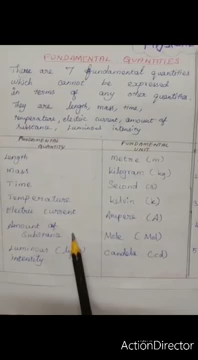 Physic
FUNDAMENTAL QUANTITIES
There are 7 fundamental quantities
which cannot be expressed
in terms of any other quantities.
They are length, mass, time,
temperature, electric current, amount of
substance, Luminous Intensity
FUNDAMENTAL QUANTITY FUNDAMENTAL UNIT
Length Metre (m)
Mass kilogram (kg)
Time Second (s)
Temperature kelvin (k)
Electric Current Ampere (A)
Amount of
Substance Mole (Mol)
Luminous Candela (cd)
Intensity
ActionDirector